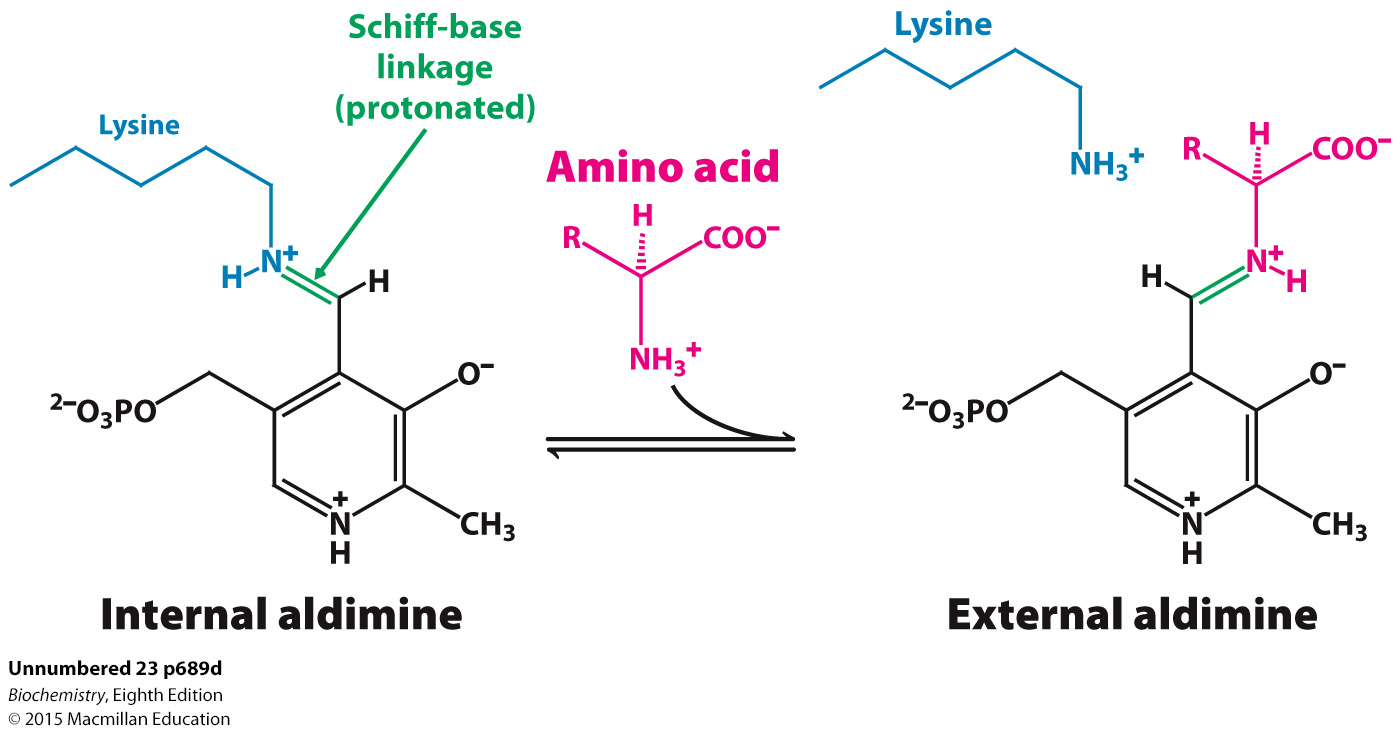 Schiff-base
linkage
(protonated)
Lysine
H N+
H
2–O3PO
O–
+
N
H
CH3
Internal aldimine
Amino acid
H
R COO–
NH3+
Lysine
NH3+
H
R COO–
N+
H H
2–O3PO
O–
+
N
H
CH3
External aldimine
Unnumbered 23 p689d
Biochemistry, Eighth Edition
© 2015 Macmillan Education